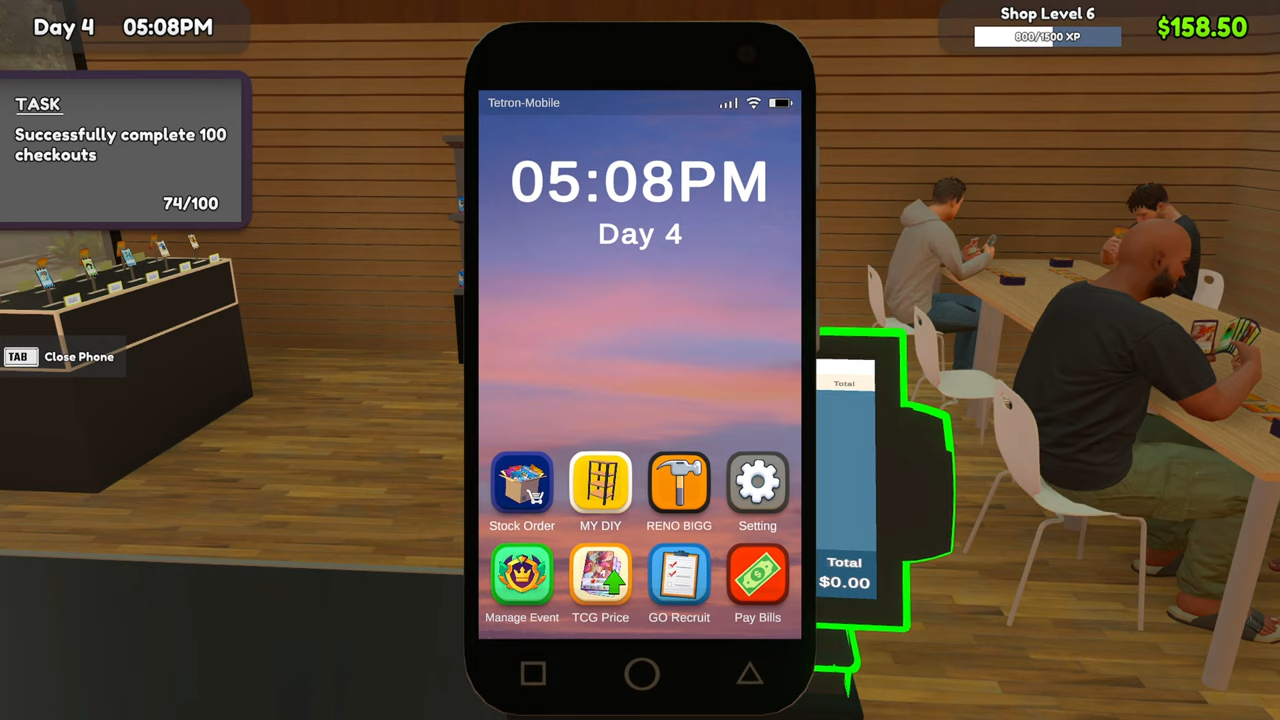 Day 4 05:08PM
Shop Level 6
800/1500 XP
$158.50
TASK
Successfully complete 100
checkouts
74/100
TAB Close Phone
Tetron-Mobile
05:08PM
Day 4
Stock Order
MY DIY
RENO BIGG
Setting
Manage Event
TCG Price
GO Recruit
Pay Bills
Total
Total
$0.00